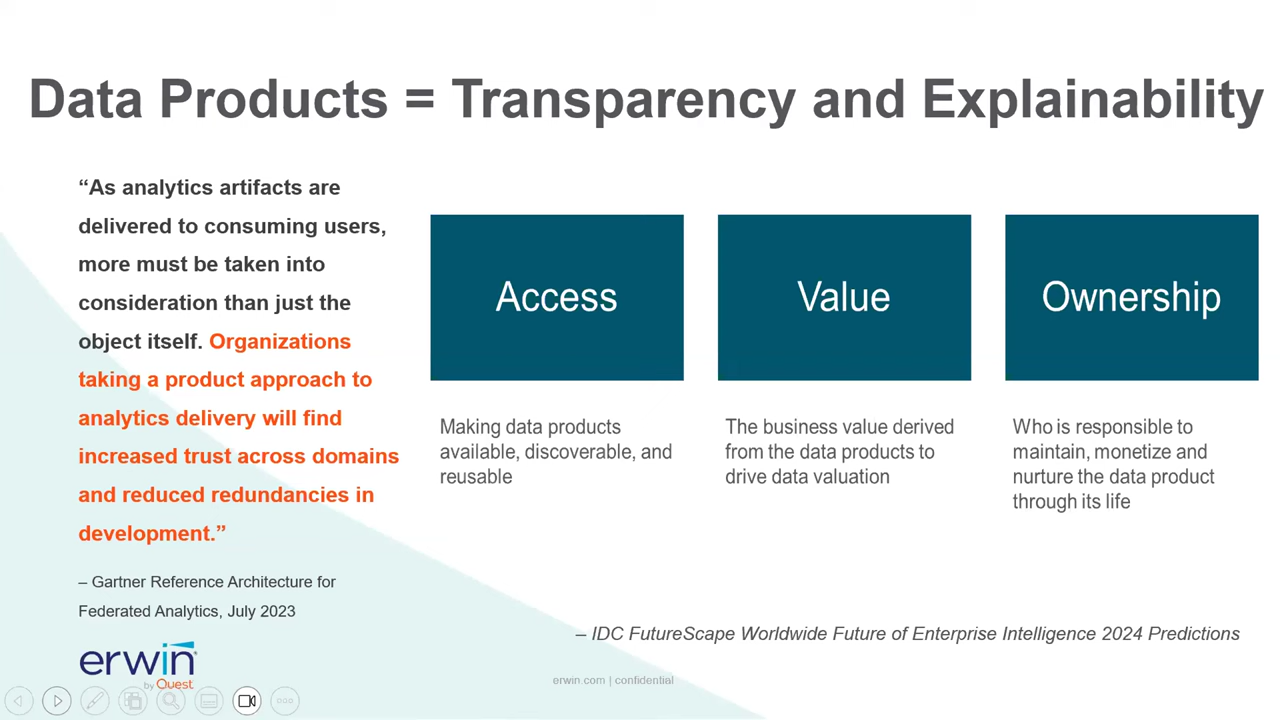 Data Products = Transparency and Explainability
“As analytics artifacts are
delivered to consuming users,
more must be taken into
consideration than just the
object itself. Organizations
taking a product approach to
analytics delivery will find
increased trust across domains
and reduced redundancies in
development.”
– Gartner Reference Architecture for
Federated Analytics, July 2023
Access
Making data products
available, discoverable, and
reusable
Value
The business value derived
from the data products to
drive data valuation
Ownership
Who is responsible to
maintain, monetize and
nurture the data product
through its life
– IDC FutureScape Worldwide Future of Enterprise Intelligence 2024 Predictions
erwin®
by Quest
erwin.com | confidential